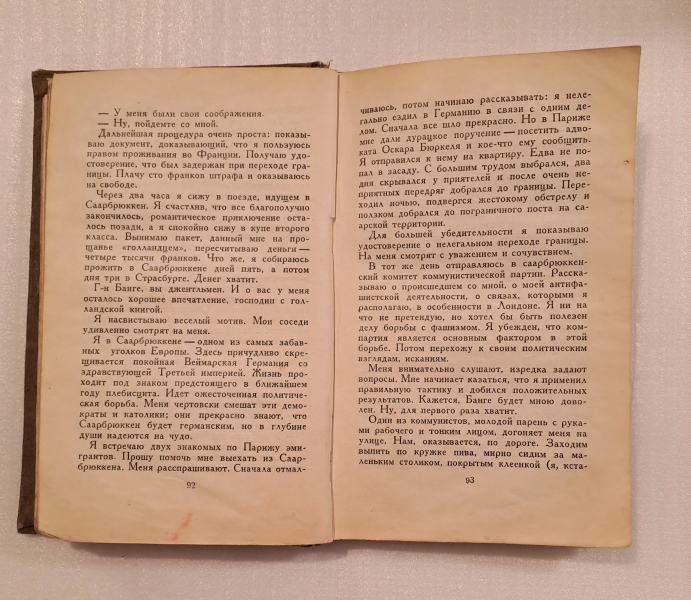 — У меня были свои соображения.
— Ну, пойдемте со мной.
Дальнейшая процедура очень проста: показы-
ваю документ, доказывающий, что я пользуюсь
правом проживания во Франции. Получаю удо-
стоверение, что был задержан при переходе гра-
ницы. Плачу сто франков штрафа и оказываюсь
на свободе.
Через два часа я сижу в поезде, идущем в
Саарбрюккен. Я счастлив, что все благополучно
закончилось, романтическое приключение оста-
лось позади, а я спокойно сижу в купе второго
класса. Вынимаю пакет, данный мне на про-
щанье «голландцем», пересчитываю деньги —
четыре тысячи франков. Что же, я собираюсь
прожить в Саарбрюккене дней пять, а потом
дня три в Страсбурге. Денег хватит.
Г-н Банге, вы джентльмен. И о вас у меня
осталось хорошее впечатление, господин с гол-
ландской книгой.
Я насвистываю веселый мотив. Мои соседи
удивленно смотрят на меня.
Я в Саарбрюккене — одном из самых забав-
ных уголков Европы. Здесь причудливо скре-
щивается покойная Веймарская Германия со
здравствующей Третьей империей. Жизнь про-
ходит под знаком предстоящего в ближайшем
году плебисцита. Идет ожесточенная политиче-
ская борьба. Меня чертовски смешат эти демо-
краты и католики; они прекрасно знают, что
Саарбрюккен будет германским, но в глубине
души надеются на чудо.
Я встречаю двух знакомых по Парижу эми-
грантов. Прошу помочь мне выехать из Саар-
брюккена. Меня расспрашивают. Сначала отмал-
92
чиваюсь, потом начинаю рассказывать: я неле-
гально ездил в Германию в связи с одним де-
лом. Сначала все шло прекрасно. Но в Париже
мне дали дурацкое поручение — посетить адво-
ката Оскара Бюркеля и кое-что ему сообщить.
Я отправился к нему на квартиру. Едва не по-
пал в засаду. С большим трудом выбрался, два
дня скрывался у приятелей и после очень не-
приятных передряг добрался до границы. Пере-
ходил ночью, подвергся жестокому обстрелу и
ползком добрался до пограничного поста на са-
арской территории.
Для большей убедительности я показываю
удостоверение о нелегальном переходе границы.
На меня смотрят с уважением и сочувствием.
В тот же день отправляюсь в саарбрюккен-
ский комитет коммунистической партии. Расска-
зываю о происшедшем со мной, о моей антифа-
шистской деятельности, о связях, которыми я
располагаю, в особенности в Лондоне. Я ни на
что не претендую, но хотел бы быть полезен
делу борьбы с фашизмом. Я убежден, что ком-
партия является основным фактором в этой
борьбе. Потом перехожу к своим политическим
взглядам, исканиям.
Меня внимательно слушают, изредка задают
вопросы. Мне начинает казаться, что я применил
правильную тактику и добился положительных
результатов. Кажется, Банге будет мною дово-
лен. Ну, для первого раза хватит.
Один из коммунистов, молодой парень с рука-
ми рабочего и тонким лицом, догоняет меня на
улице. Нам, оказывается, по дороге. Заходим
выпить по кружке пива, мирно сидим за ма-
леньким столиком, покрытым клеенкой (я, кста-
93